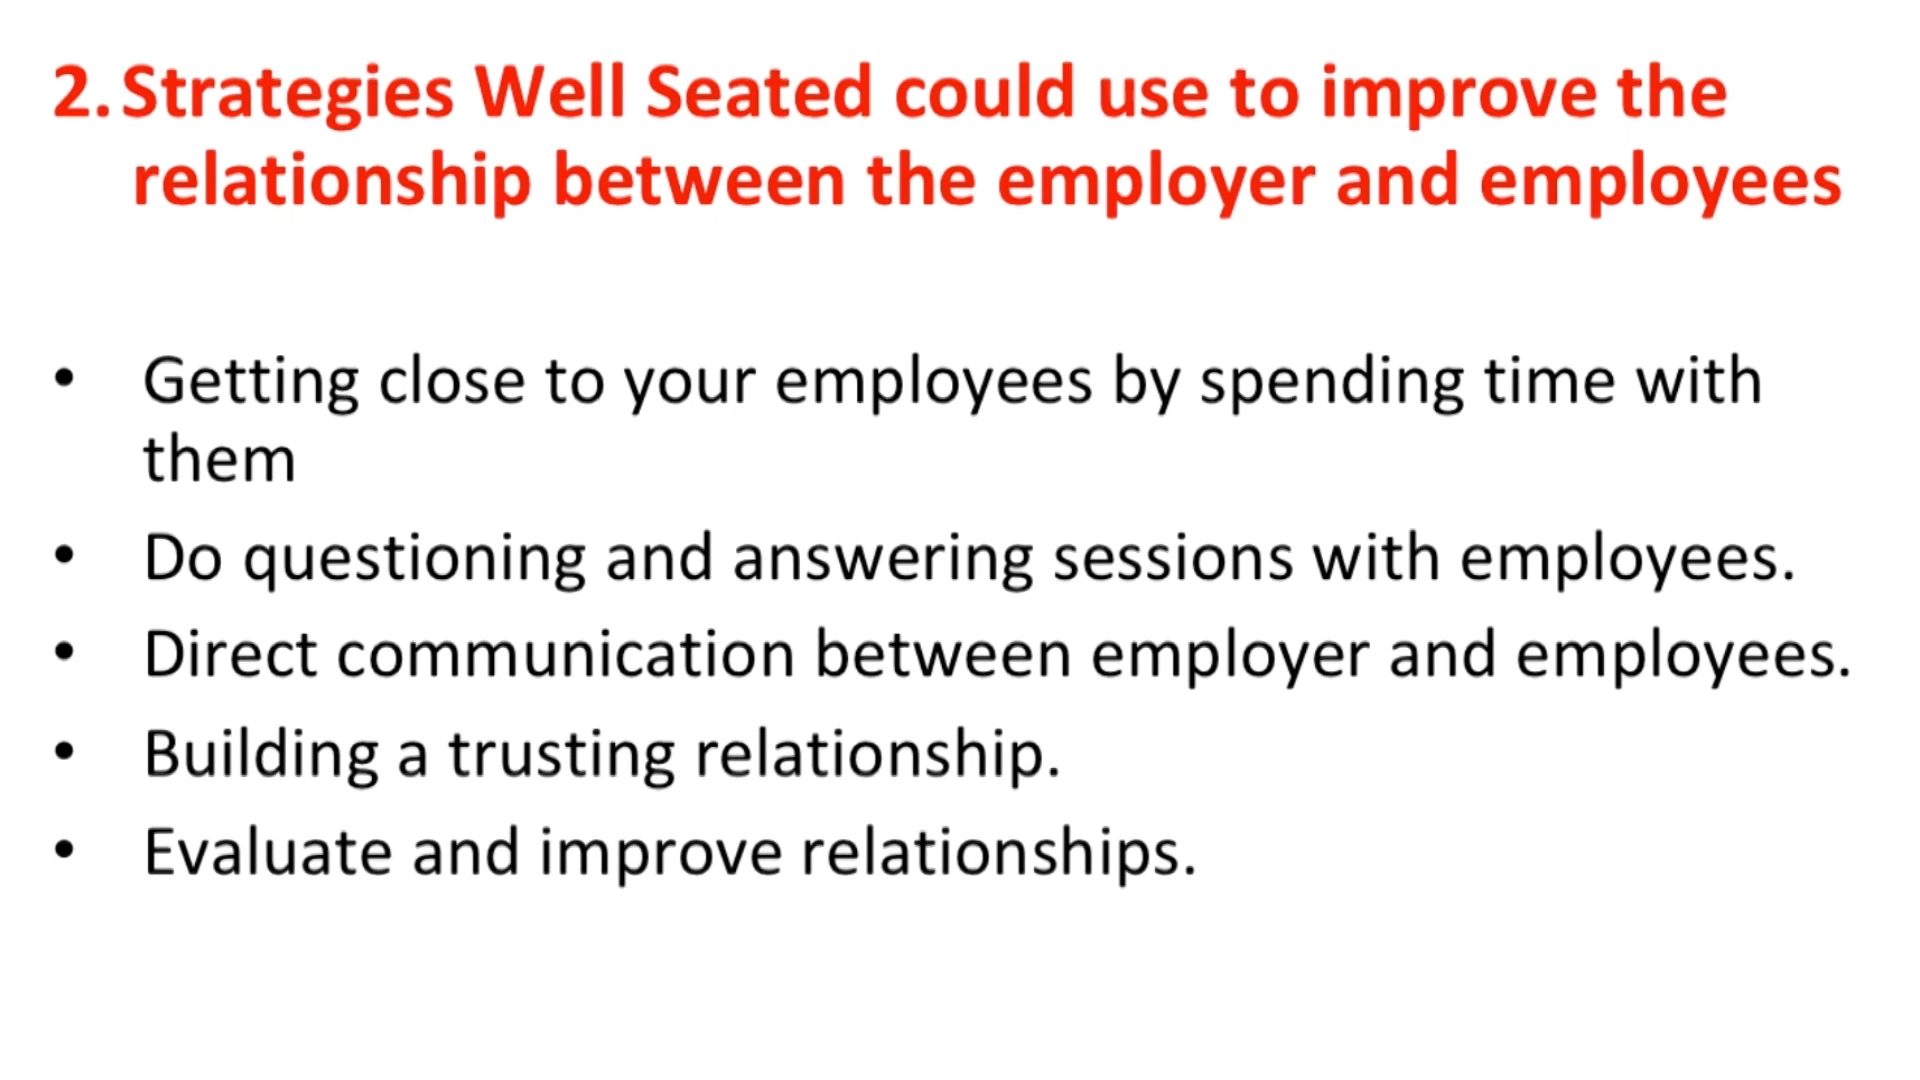 2. Strategies Well Seated could use to improve the
relationship between the employer and employees
• Getting close to your employees by spending time with
them
• Do questioning and answering sessions with employees.
• Direct communication between employer and employees.
• Building a trusting relationship.
• Evaluate and improve relationships.